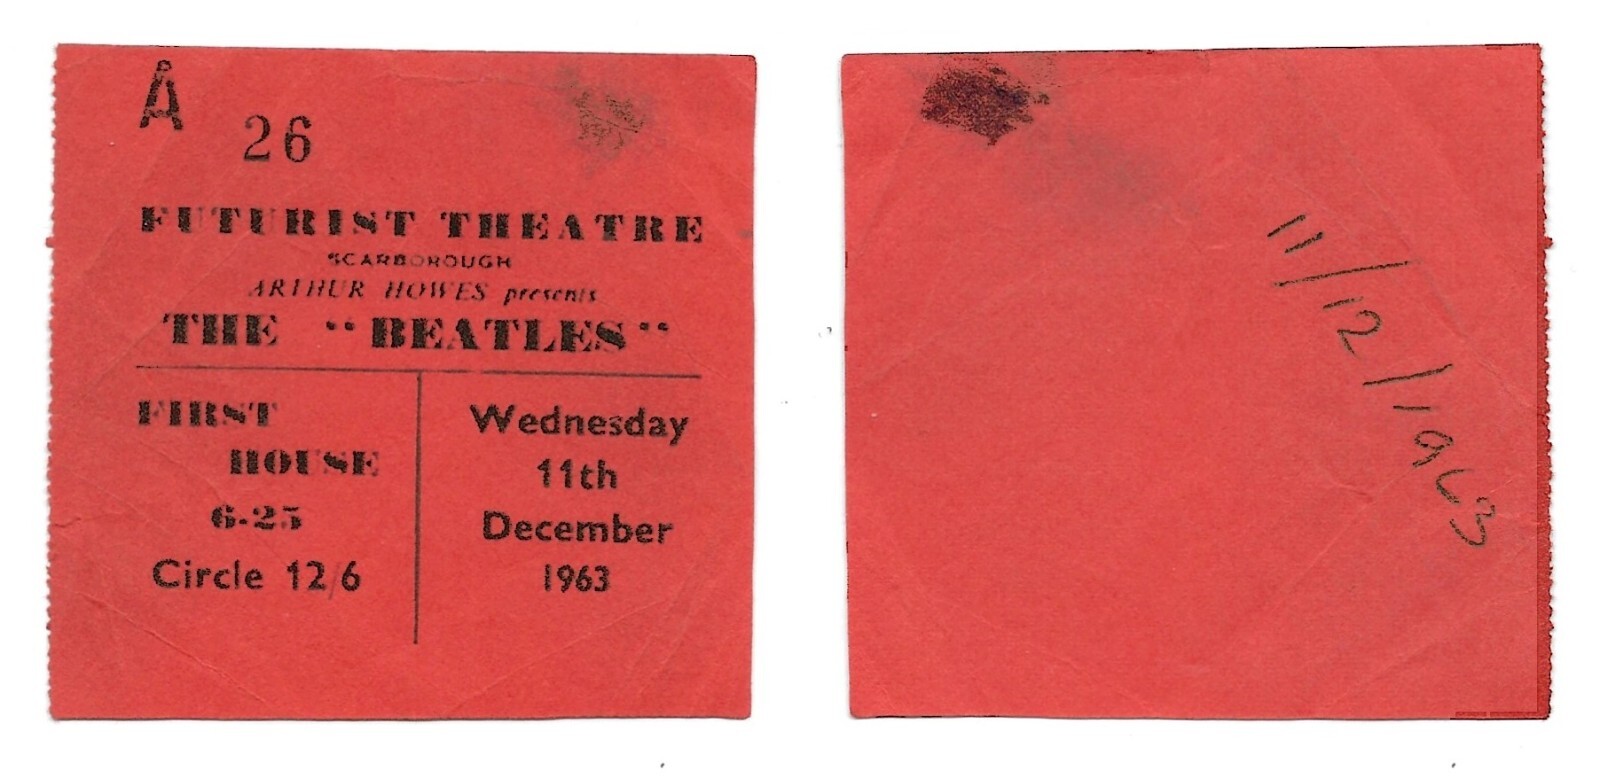 A
26
FUTURIST THEATRE
SCARBOROUGH
ARTHUR HOWES presents
THE "BEATLES"
FIRST
HOUSE
6-25
Circle 12/6
Wednesday
11th
December
1963
11/12/1963